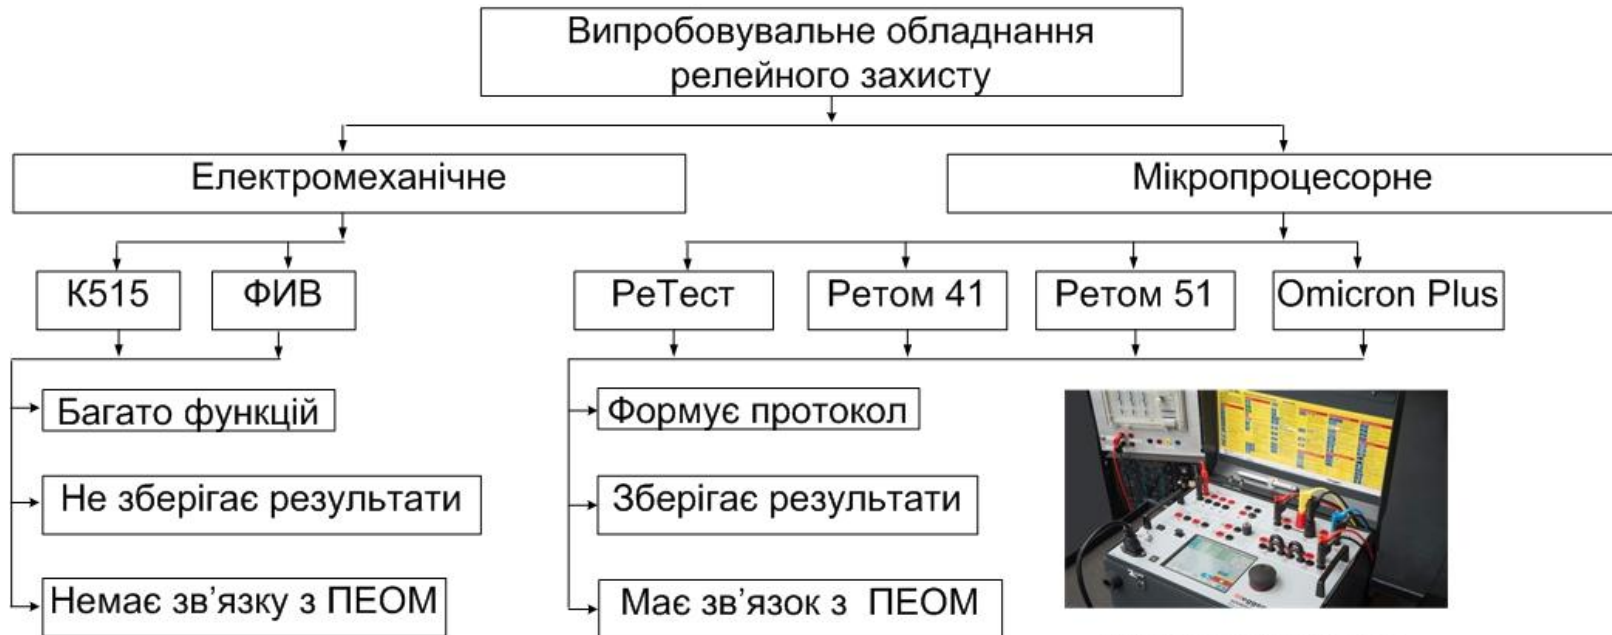 Випробовувальне обладнання
релейного захисту
Електромеханічне
Мікропроцесорне
К515
ФИВ
РеТест
Ретом 41
Ретом 51
Omicron Plus
Багато функцій
Формує протокол
Не зберігає результати
Зберігає результати
Немає зв’язку з ПЕОМ
Має зв’язок з ПЕОМ